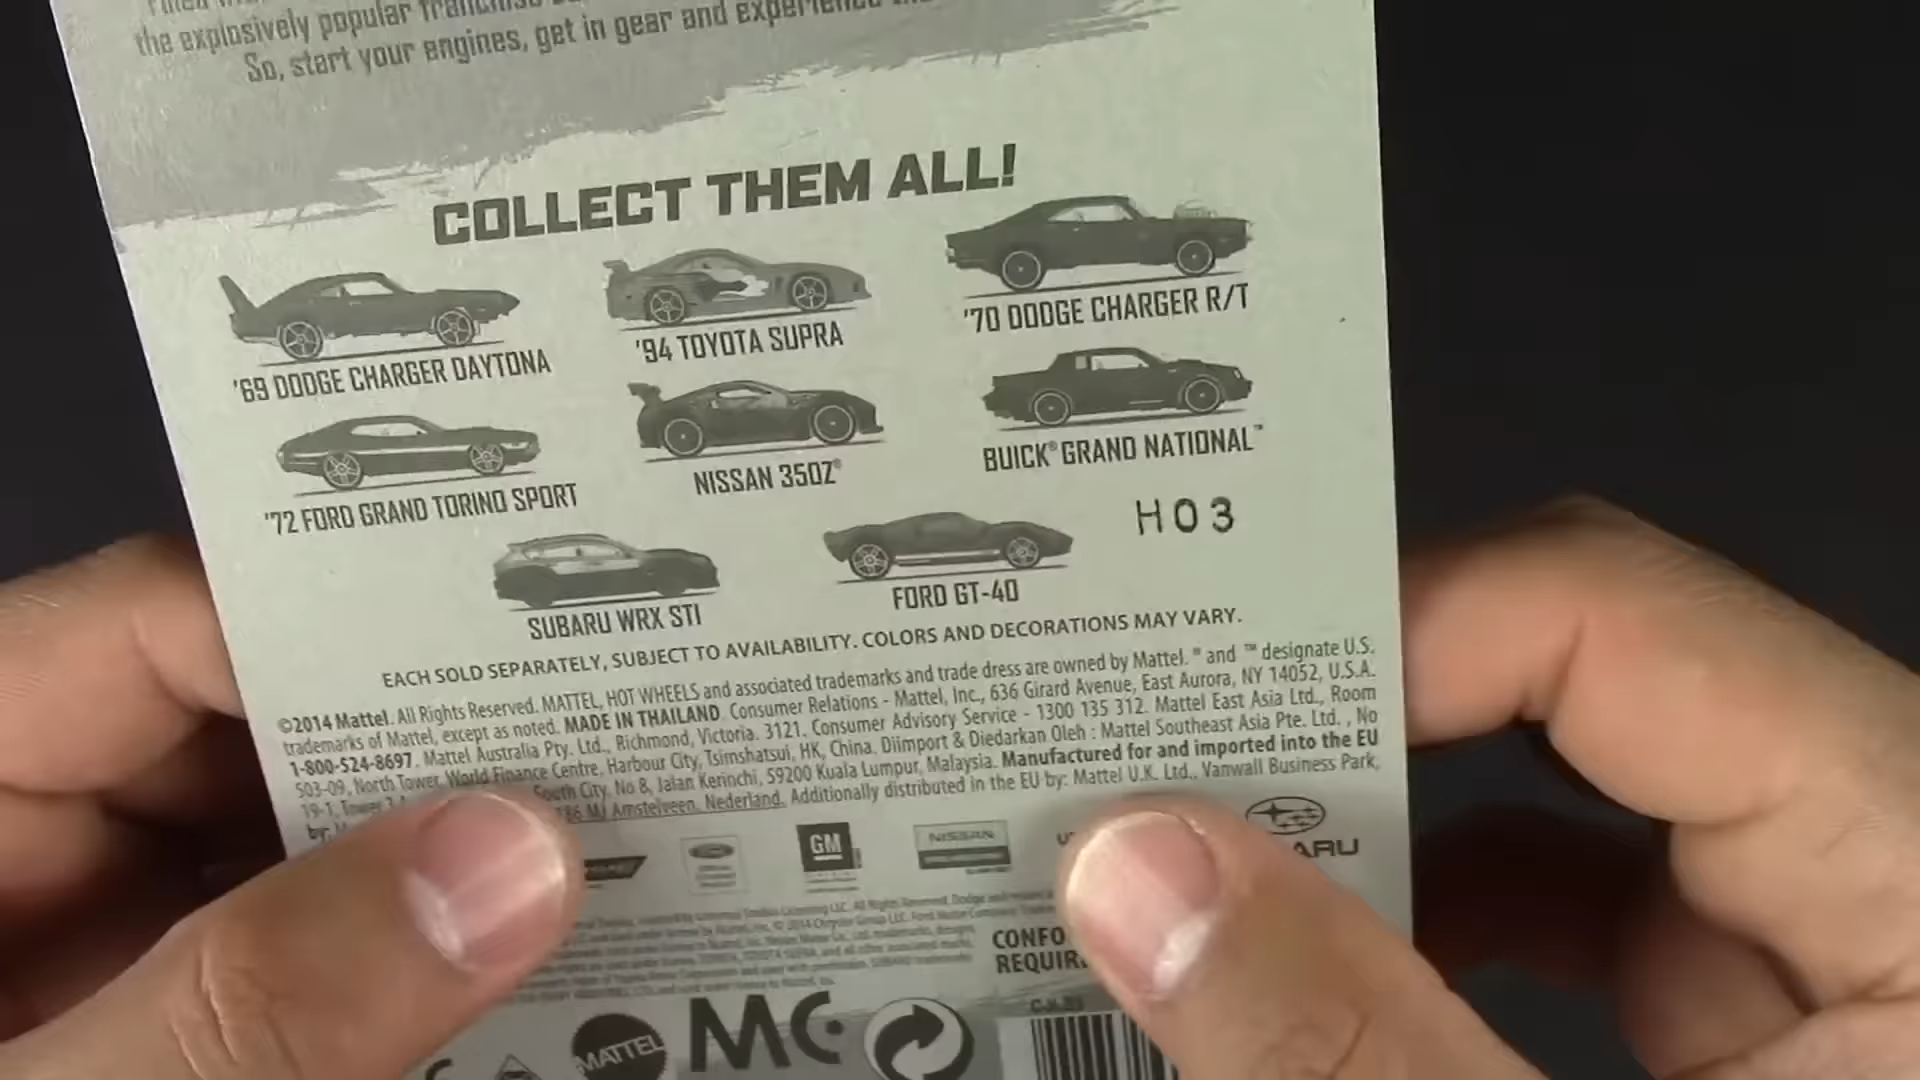 the explosively popular franchise
So, start your engines, get in gear and experience
COLLECT THEM ALL!
'69 DODGE CHARGER DAYTONA
'94 TOYOTA SUPRA
'70 DODGE CHARGER R/T
'72 FORD GRAND TORINO SPORT
NISSAN 350Z®
BUICK® GRAND NATIONAL™
H03
SUBARU WRX STI
FORD GT-40
EACH SOLD SEPARATELY, SUBJECT TO AVAILABILITY. COLORS AND DECORATIONS MAY VARY.
©2014 Mattel. All Rights Reserved. MATTEL, HOT WHEELS and associated trademarks and trade dress are owned by Mattel. ® and ™ designate U.S.
trademarks of Mattel, except as noted. MADE IN THAILAND. Consumer Relations - Mattel, Inc., 636 Girard Avenue, East Aurora, NY 14052, U.S.A.
1-800-524-8697. Mattel Australia Pty. Ltd., Richmond, Victoria. 3121. Consumer Advisory Service - 1300 135 312. Mattel East Asia Ltd., Room
503-09, North Tower, World Finance Centre, Harbour City, Tsimshatsui, HK, China. Diimport & Diedarkan Oleh : Mattel Southeast Asia Pte. Ltd. , No
19-1, Tower South City. No 8, Jalan Kerinchi, 59200 Kuala Lumpur, Malaysia. Manufactured for and imported into the EU
by: MJ Amstelveen, Nederland. Additionally distributed in the EU by: Mattel U.K. Ltd., Vanwall Business Park,
GM
NISSAN
CONFO
REQUIR
MATTEL
MC